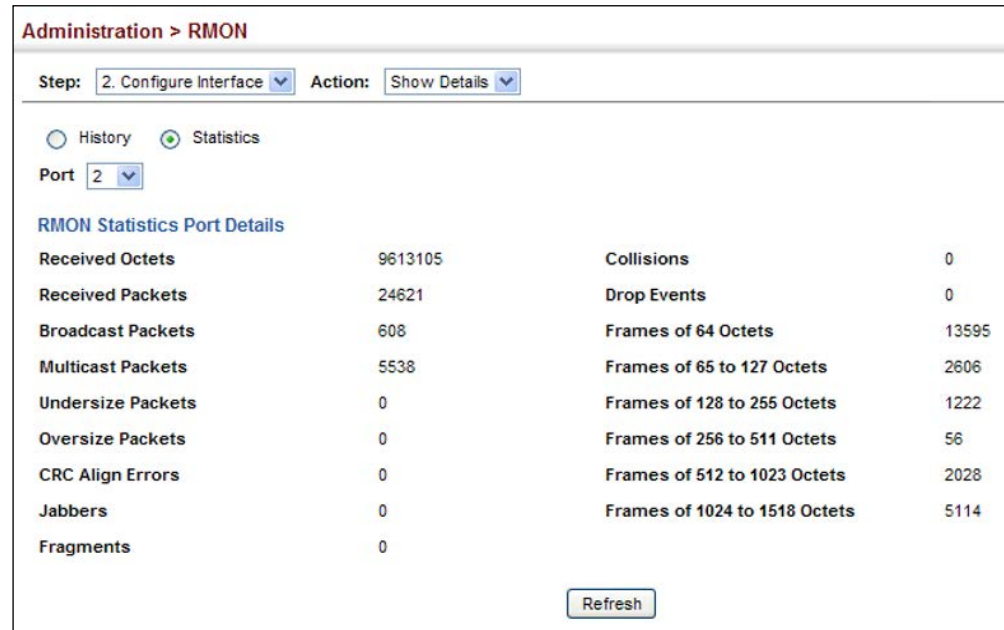 Administration > RMON
Step: 2. Configure Interface Action: Show Details
History Statistics
Port 2
RMON Statistics Port Details
Received Octets 9613105 Collisions 0
Received Packets 24621 Drop Events 0
Broadcast Packets 608 Frames of 64 Octets 13595
Multicast Packets 5538 Frames of 65 to 127 Octets 2606
Undersize Packets 0 Frames of 128 to 255 Octets 1222
Oversize Packets 0 Frames of 256 to 511 Octets 56
CRC Align Errors 0 Frames of 512 to 1023 Octets 2028
Jabbers 0 Frames of 1024 to 1518 Octets 5114
Fragments 0
Refresh